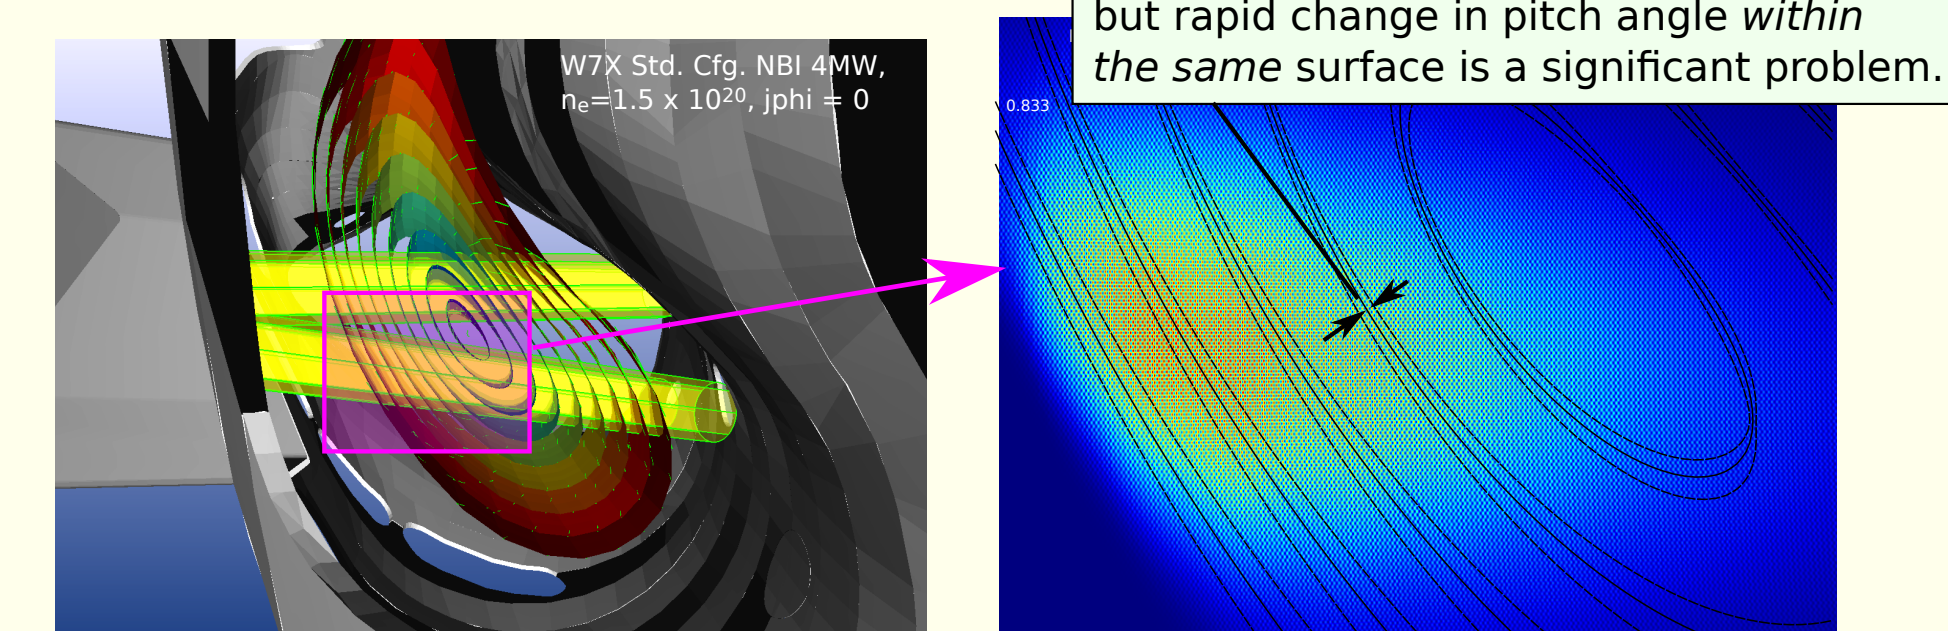 W7X Std. Cfg. NBI 4MW,
nₑ=1.5 x 10²⁰, jphi = 0
but rapid change in pitch angle within
the same surface is a significant problem.
0.833